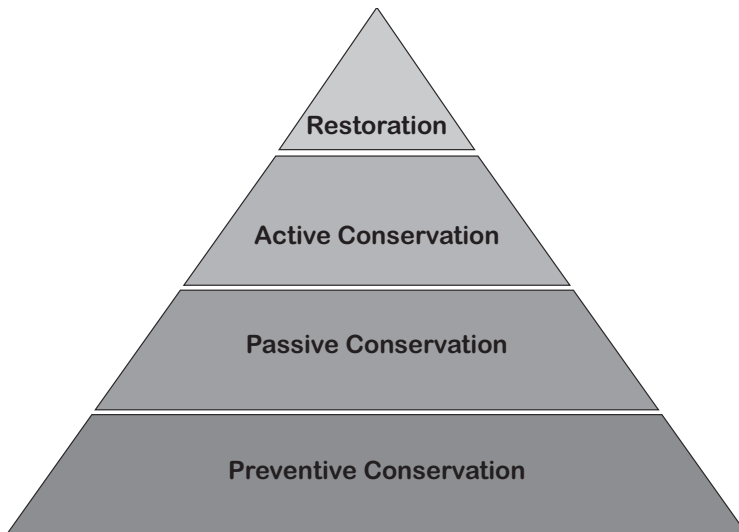 Restoration
Active Conservation
Passive Conservation
Preventive Conservation